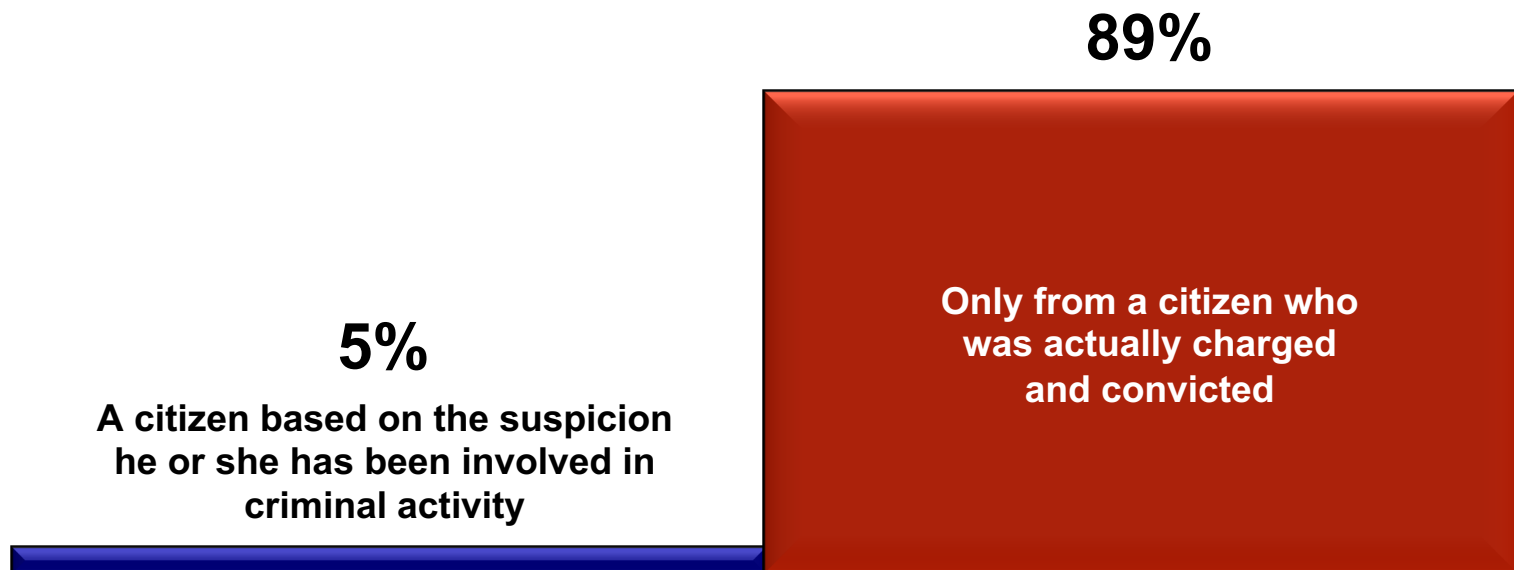 89%
5%
A citizen based on the suspicion
he or she has been involved in
criminal activity
Only from a citizen who
was actually charged
and convicted